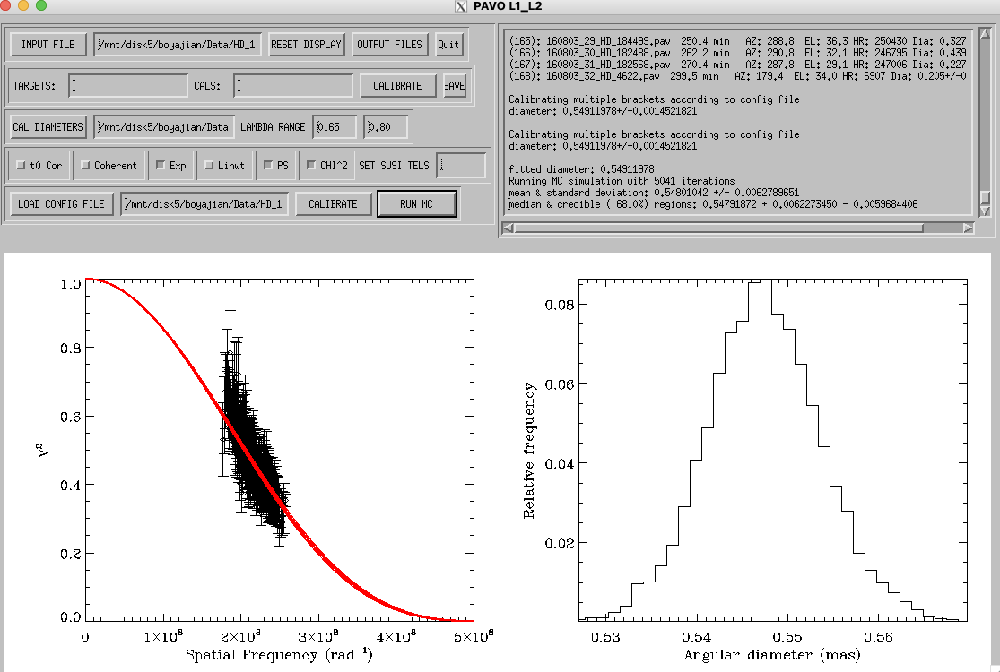 PAVO L1_L2
INPUT FILE /mnt/disk5/boyajian/Data/HD_1 RESET DISPLAY OUTPUT FILES Quit
TARGETS: CALS: CALIBRATE SAVE
CAL DIAMETERS /mnt/disk5/boyajian/Data LAMBDA RANGE 0.65 0.80
t0 Cor Coherent Exp Linwt PS CHI^2 SET SUSI TELS
LOAD CONFIG FILE /mnt/disk5/boyajian/Data/HD_1 CALIBRATE RUN MC
(165): 160803_29_HD_184499.pav 250.4 min AZ: 288.8 EL: 36.3 HR: 250430 Dia: 0.327
(166): 160803_30_HD_182488.pav 262.2 min AZ: 290.8 EL: 32.1 HR: 246795 Dia: 0.439
(167): 160803_31_HD_182568.pav 270.4 min AZ: 287.8 EL: 29.1 HR: 247006 Dia: 0.227
(168): 160803_32_HD_4622.pav 299.5 min AZ: 179.4 EL: 34.0 HR: 6907 Dia: 0.205+/-0
Calibrating multiple brackets according to config file
diameter: 0.54911978+/-0.0014521821
Calibrating multiple brackets according to config file
diameter: 0.54911978+/-0.0014521821
fitted diameter: 0.54911978
Running MC simulation with 5041 iterations
mean & standard deviation: 0.54801042 +/- 0.0062789651
median & credible ( 68.0%) regions: 0.54791872 + 0.0062273450 - 0.0059684406
1.0
0.8
0.6
0.4
0.2
0.0
V²
0 1×10⁸ 2×10⁸ 3×10⁸ 4×10⁸ 5×10⁸
Spatial Frequency (rad⁻¹)
0.08
0.06
0.04
0.02
Relative frequency
0.53 0.54 0.55 0.56
Angular diameter (mas)